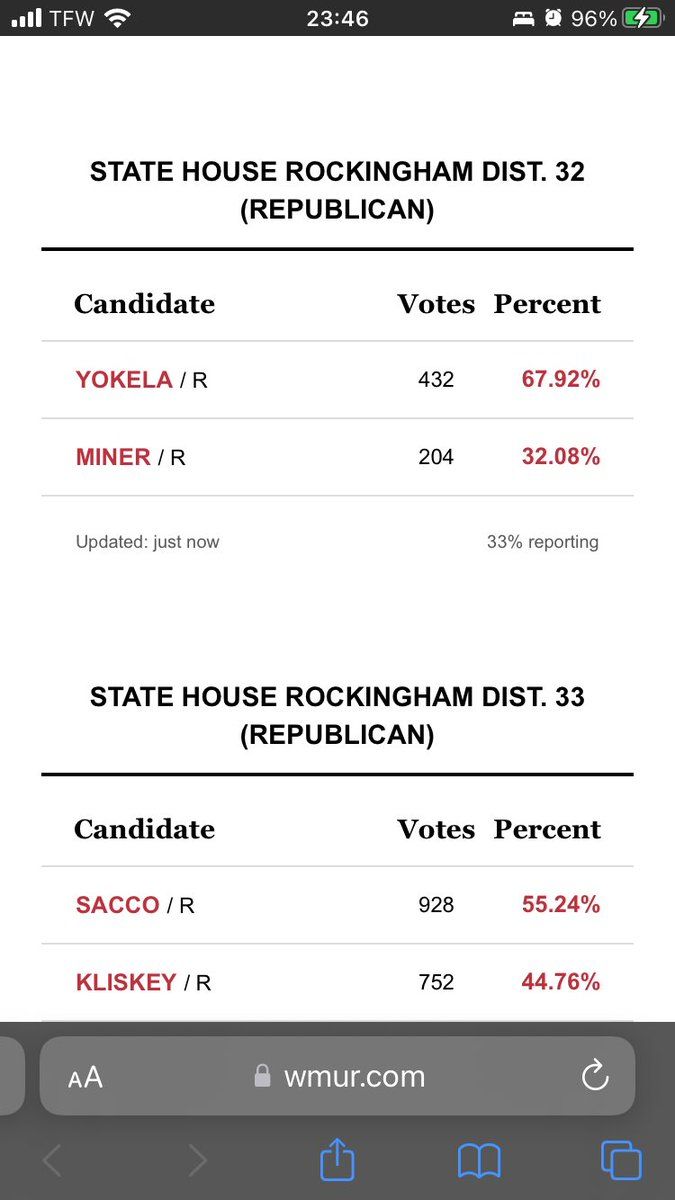 TFW 23:46 96%
STATE HOUSE ROCKINGHAM DIST. 32
(REPUBLICAN)
Candidate Votes Percent
YOKELA / R 432 67.92%
MINER / R 204 32.08%
Updated: just now 33% reporting
STATE HOUSE ROCKINGHAM DIST. 33
(REPUBLICAN)
Candidate Votes Percent
SACCO / R 928 55.24%
KLISKEY / R 752 44.76%
AA wmur.com